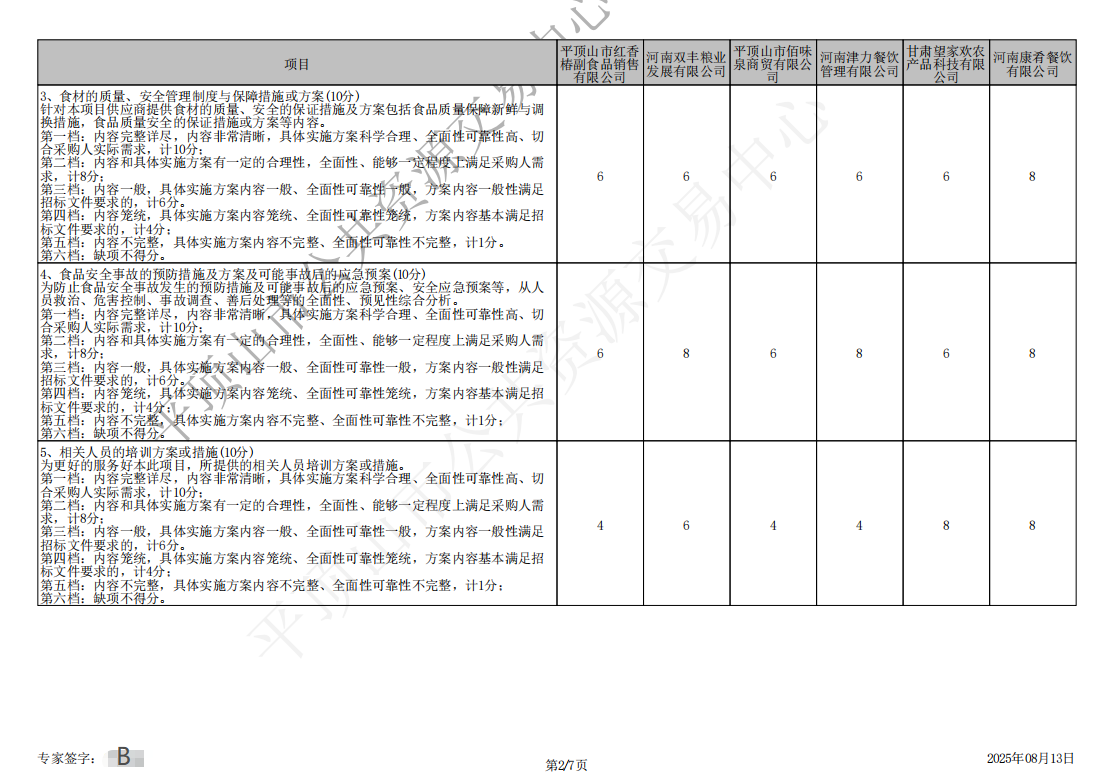 项目
平顶山市红香椿副食品销售有限公司
河南双丰粮业发展有限公司
平顶山市佰味泉商贸有限公司
河南津力餐饮管理有限公司
甘肃望家欢农产品科技有限公司
河南康肴餐饮有限公司
3、食材的质量、安全管理制度与保障措施或方案(10分)
针对本项目供应商提供食材的质量、安全的保证措施及方案包括食品质量保障新鲜与调
换措施，食品质量安全的保证措施或方案等内容。
第一档：内容完整详尽，内容非常清晰，具体实施方案科学合理、全面性可靠性高、切
合采购人实际需求，计10分；
第二档：内容和具体实施方案有一定的合理性，全面性、能够一定程度上满足采购人需
求，计8分；
第三档：内容一般，具体实施方案内容一般、全面性可靠性一般，方案内容一般性满足
招标文件要求的，计6分。
第四档：内容笼统，具体实施方案内容笼统、全面性可靠性笼统，方案内容基本满足招
标文件要求的，计4分；
第五档：内容不完整，具体实施方案内容不完整、全面性可靠性不完整，计1分。
第六档：缺项不得分。
6 6 6 6 6 8
4、食品安全事故的预防措施及方案及可能事故后的应急预案(10分)
为防止食品安全事故发生的预防措施及可能事故后的应急预案、安全应急预案等，从人
员救治、危害控制、事故调查、善后处理等的全面性、预见性综合分析。
第一档：内容完整详尽，内容非常清晰，具体实施方案科学合理、全面性可靠性高、切
合采购人实际需求，计10分；
第二档：内容和具体实施方案有一定的合理性，全面性、能够一定程度上满足采购人需
求，计8分；
第三档：内容一般，具体实施方案内容一般、全面性可靠性一般，方案内容一般性满足
招标文件要求的，计6分。
第四档：内容笼统，具体实施方案内容笼统、全面性可靠性笼统，方案内容基本满足招
标文件要求的，计4分；
第五档：内容不完整，具体实施方案内容不完整、全面性可靠性不完整，计1分；
第六档：缺项不得分。
6 8 6 8 6 8
5、相关人员的培训方案或措施(10分)
为更好的服务好本此项目，所提供的相关人员培训方案或措施。
第一档：内容完整详尽，内容非常清晰，具体实施方案科学合理、全面性可靠性高、切
合采购人实际需求，计10分；
第二档：内容和具体实施方案有一定的合理性，全面性、能够一定程度上满足采购人需
求，计8分；
第三档：内容一般，具体实施方案内容一般、全面性可靠性一般，方案内容一般性满足
招标文件要求的，计6分。
第四档：内容笼统，具体实施方案内容笼统、全面性可靠性笼统，方案内容基本满足招
标文件要求的，计4分；
第五档：内容不完整，具体实施方案内容不完整、全面性可靠性不完整，计1分；
第六档：缺项不得分。
4 6 4 4 8 8
平顶山市公共资源交易中心
平顶山市公共资源交易中心
专家签字： B
第2/7页
2025年08月13日